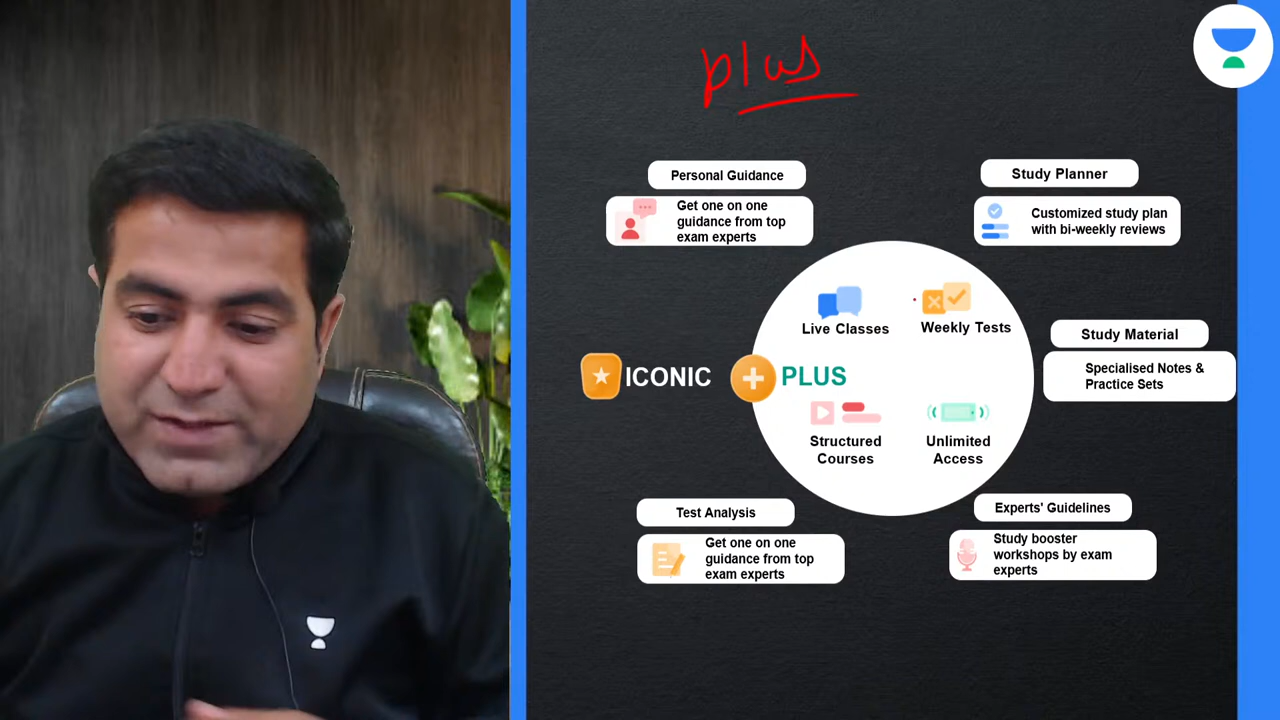 plus
Personal Guidance
Get one on one
guidance from top
exam experts
Study Planner
Customized study plan
with bi-weekly reviews
Live Classes
Weekly Tests
Study Material
Specialised Notes &
Practice Sets
ICONIC
PLUS
Structured
Courses
Unlimited
Access
Test Analysis
Get one on one
guidance from top
exam experts
Experts' Guidelines
Study booster
workshops by exam
experts